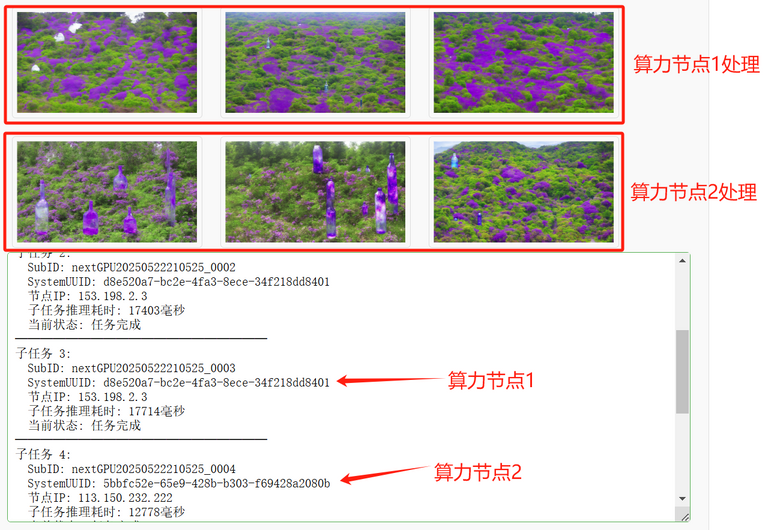 算力节点1处理
算力节点2处理
子任务 2:
SubID: nextGPU20250522210525_0002
SystemUUID: d8e520a7-bc2e-4fa3-8ece-34f218dd8401
节点IP: 153.198.2.3
子任务推理耗时: 17403毫秒
当前状态: 任务完成
子任务 3:
SubID: nextGPU20250522210525_0003
SystemUUID: d8e520a7-bc2e-4fa3-8ece-34f218dd8401
算力节点1
节点IP: 153.198.2.3
子任务推理耗时: 17714毫秒
当前状态: 任务完成
子任务 4:
SubID: nextGPU20250522210525_0004
SystemUUID: 5bbfc52e-65e9-428b-b303-f69428a2080b
算力节点2
节点IP: 113.150.232.222
子任务推理耗时: 12778毫秒